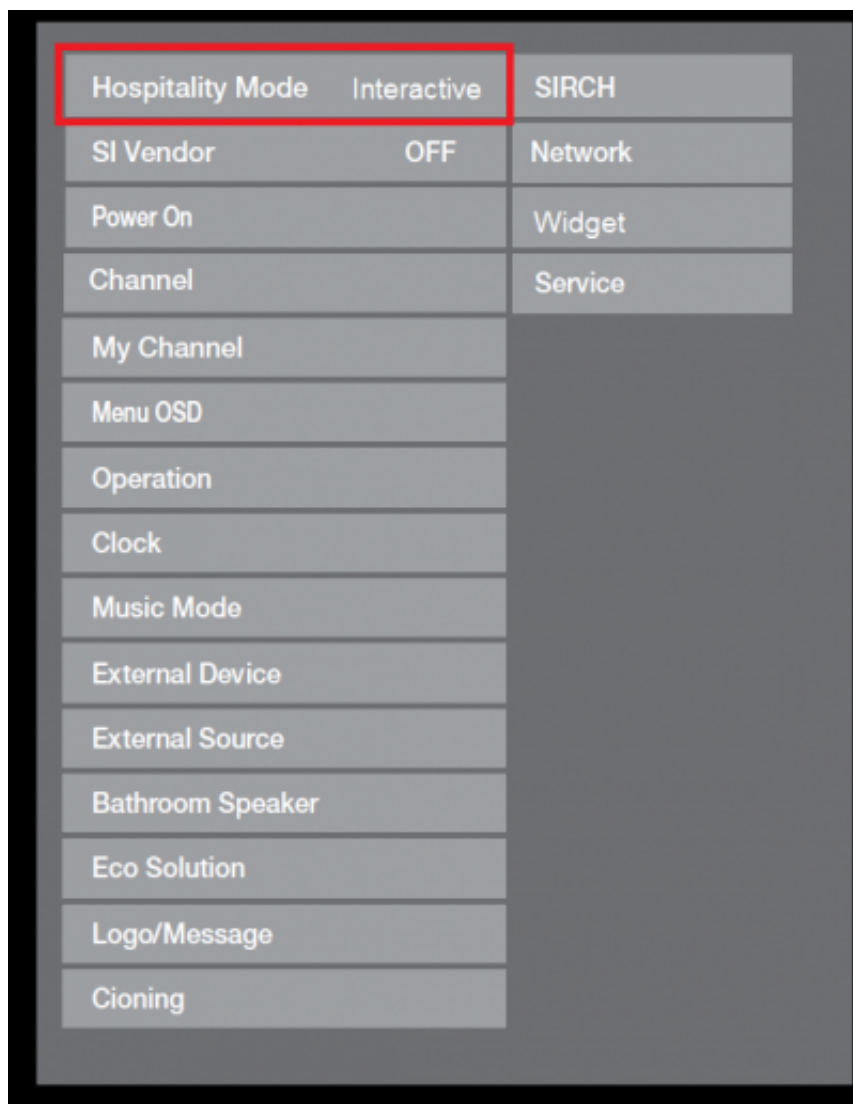 Hospitality Mode Interactive
SI Vendor OFF
Power On
Channel
My Channel
Menu OSD
Operation
Clock
Music Mode
External Device
External Source
Bathroom Speaker
Eco Solution
Logo/Message
Cioning
SIRCH
Network
Widget
Service